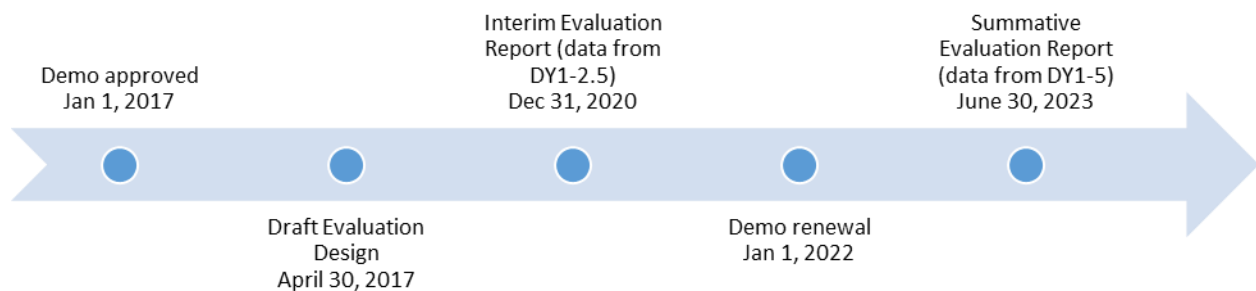 Demo approved
Jan 1, 2017
Draft Evaluation
Design
April 30, 2017
Interim Evaluation
Report (data from
DY1-2.5)
Dec 31, 2020
Demo renewal
Jan 1, 2022
Summative
Evaluation Report
(data from DY1-5)
June 30, 2023